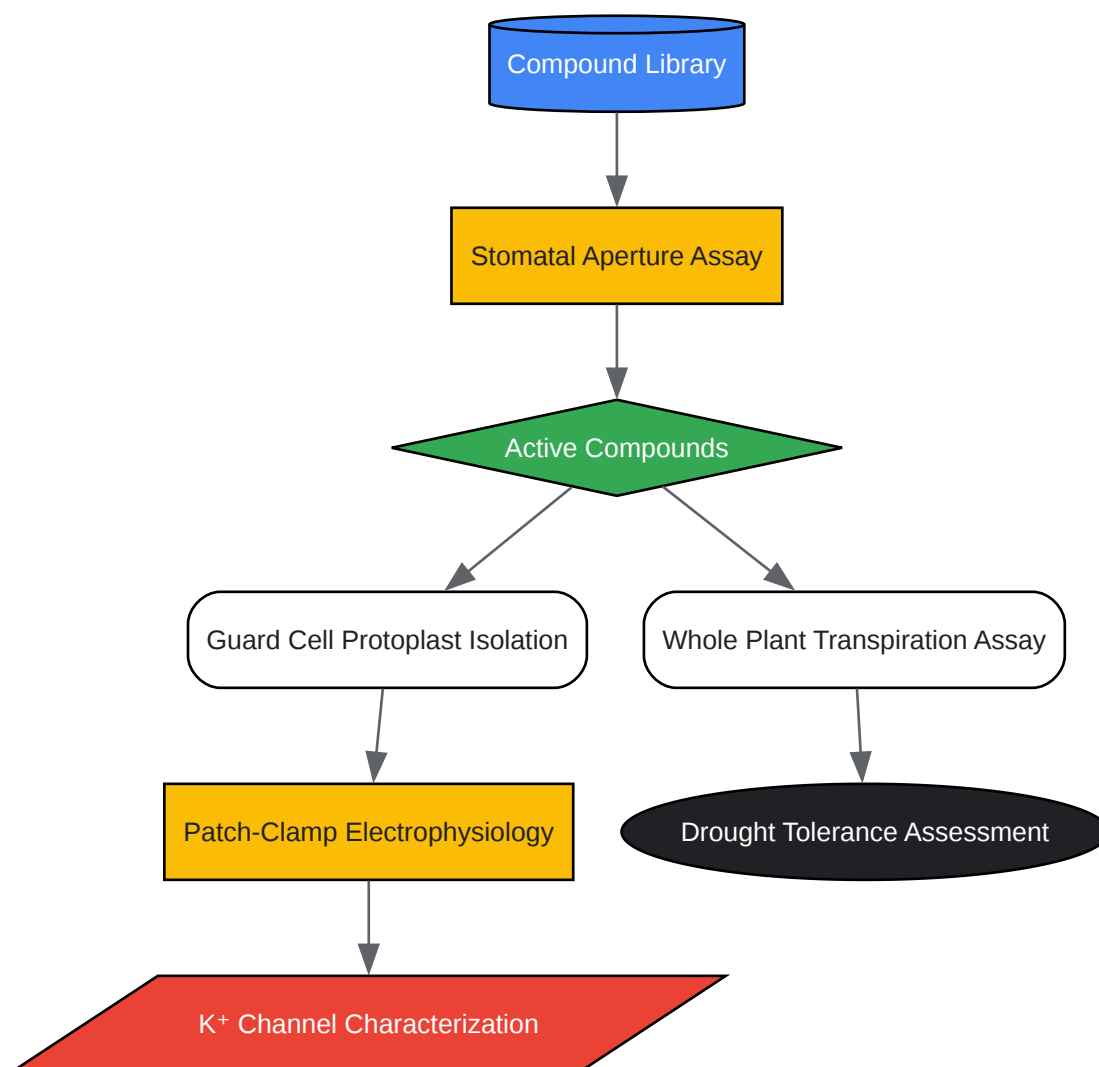 Compound Library
Stomatal Aperture Assay
Active Compounds
Guard Cell Protoplast Isolation
Whole Plant Transpiration Assay
Patch-Clamp Electrophysiology
Drought Tolerance Assessment
K⁺ Channel Characterization